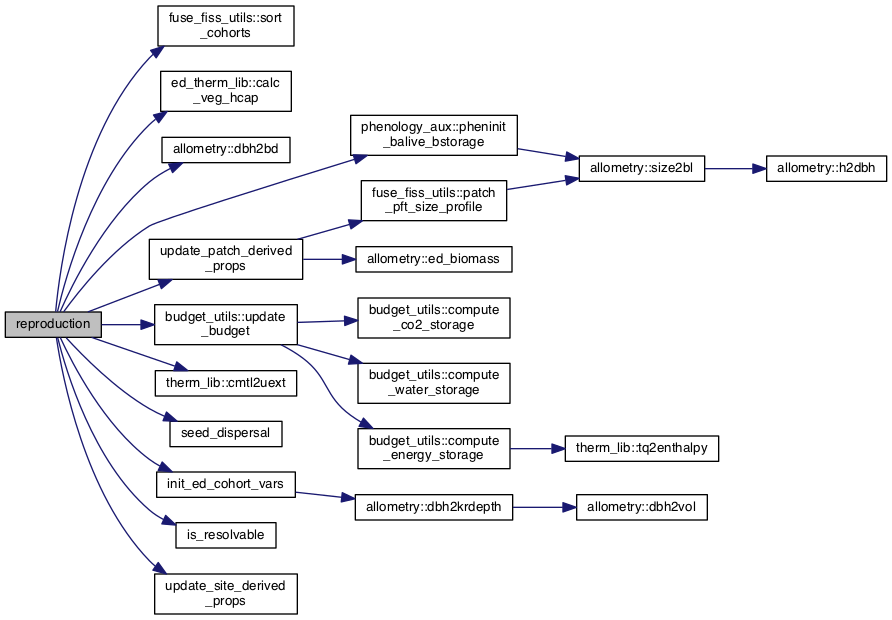 reproduction
fuse_fiss_utils::sort
_cohorts
ed_therm_lib::calc
_veg_hcap
allometry::dbh2bd
phenology_aux::pheninit
_balive_bstorage
allometry::size2bl
allometry::h2dbh
fuse_fiss_utils::patch
_pft_size_profile
update_patch_derived
_props
allometry::ed_biomass
budget_utils::update
_budget
budget_utils::compute
_co2_storage
budget_utils::compute
_water_storage
budget_utils::compute
_energy_storage
therm_lib::tq2enthalpy
therm_lib::cmtl2uext
seed_dispersal
init_ed_cohort_vars
allometry::dbh2krdepth
allometry::dbh2vol
is_resolvable
update_site_derived
_props